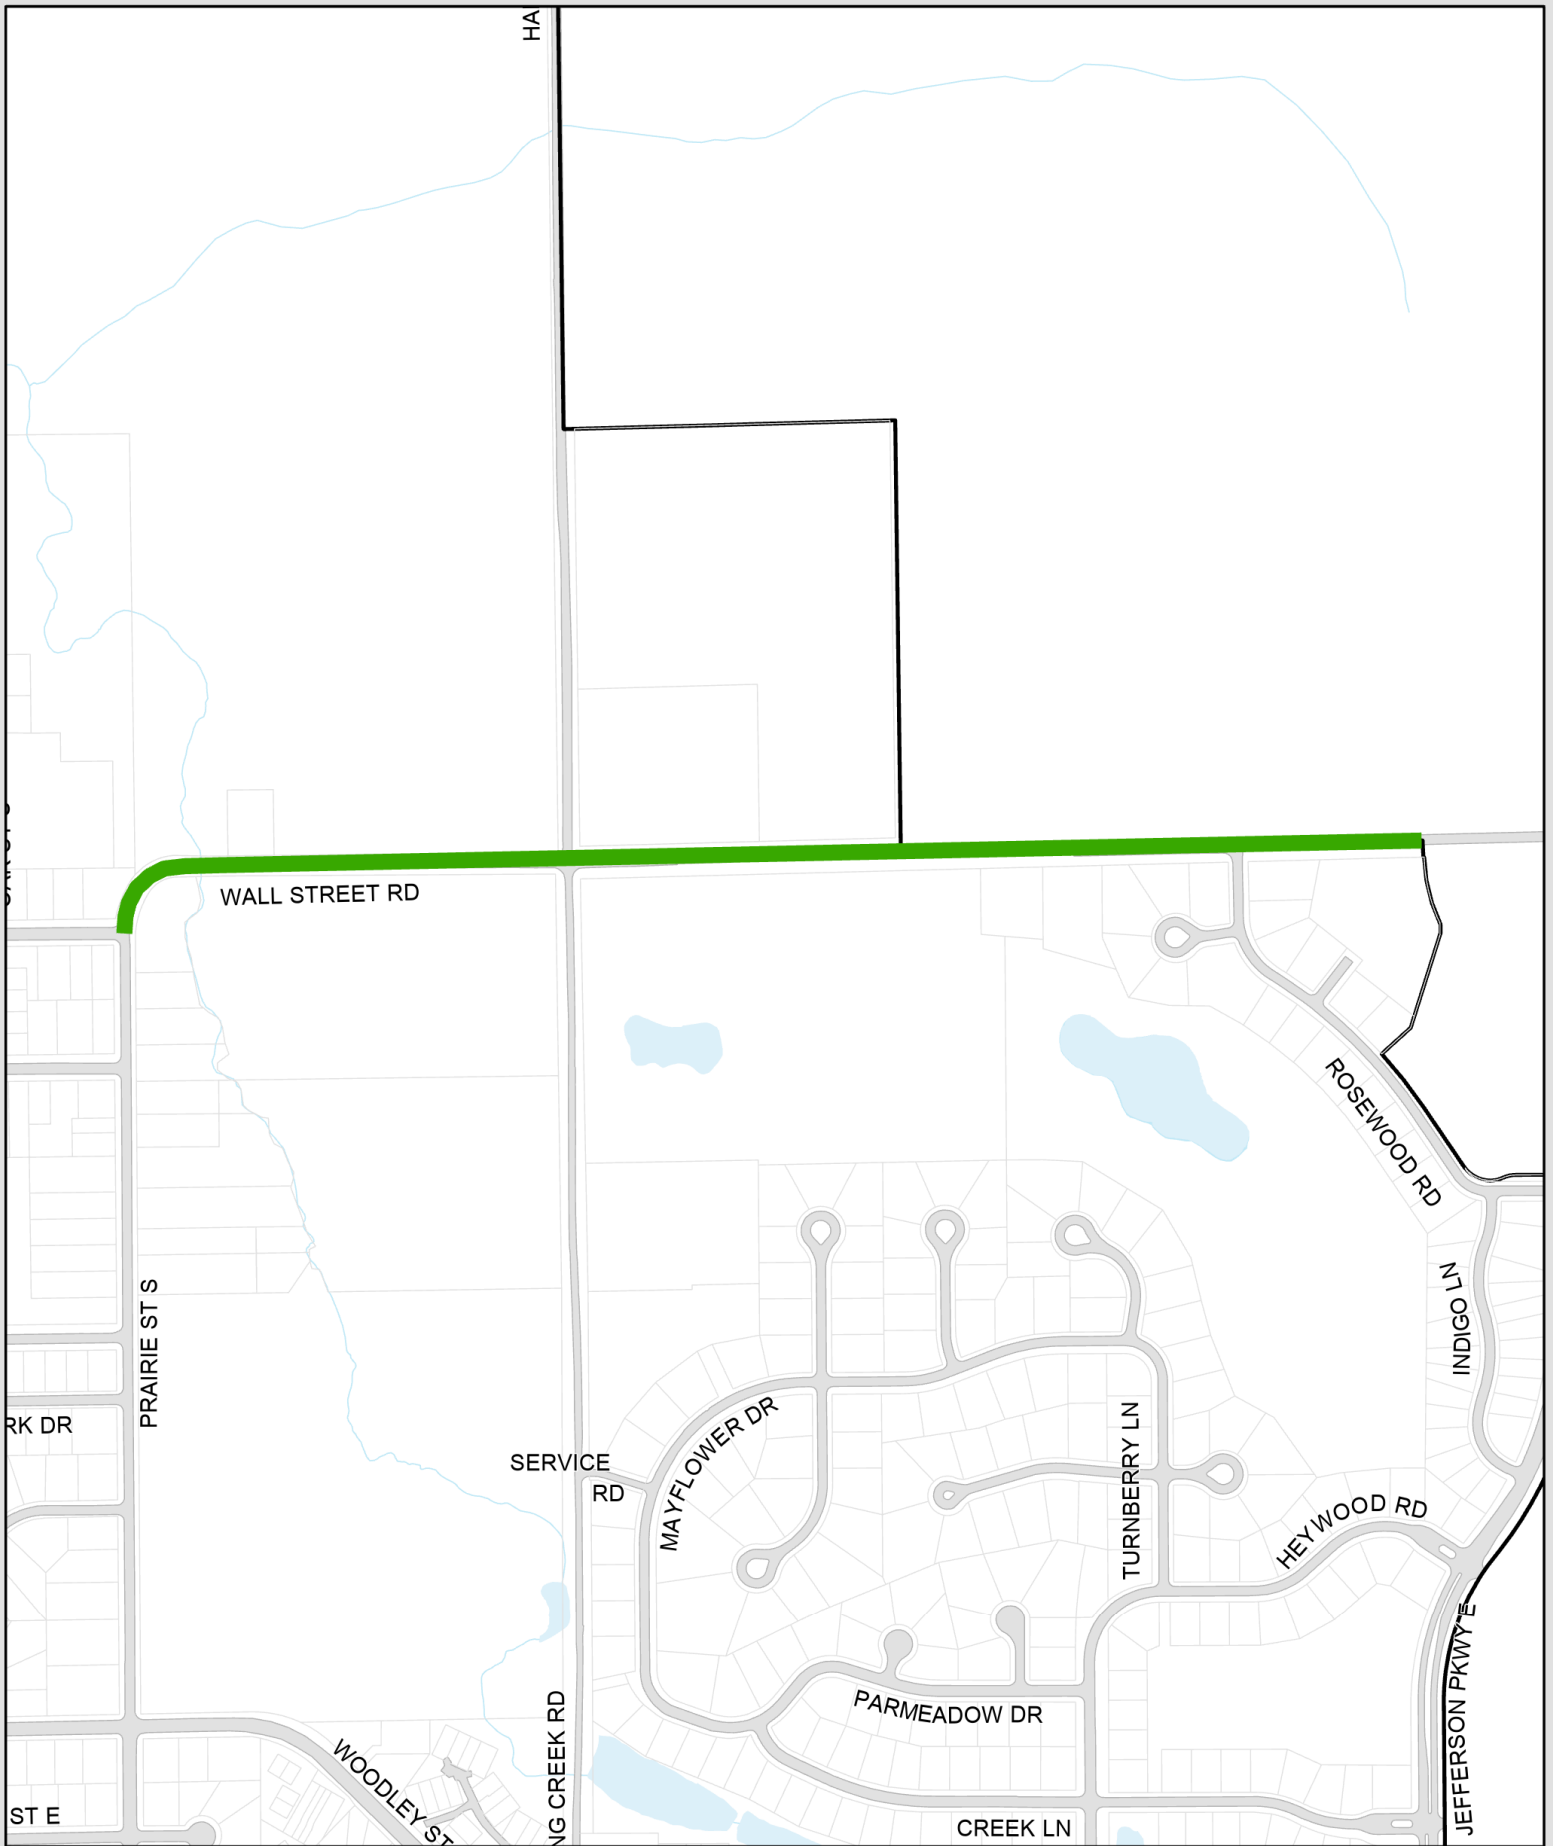 HA
WALL STREET RD
ROSEWOOD RD
INDIGO LN
PRAIRIE ST S
RK DR
SERVICE
RD
MAYFLOWER DR
TURNBERRY LN
HEYWOOD RD
JEFFERSON PKWY E
PARMEADOW DR
NG CREEK RD
WOODLEY ST
ST E
CREEK LN